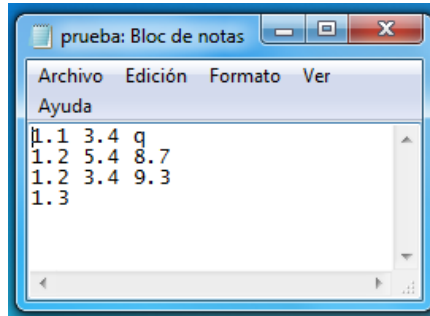 prueba: Bloc de notas
Archivo Edición Formato Ver
Ayuda
1.1 3.4 q
1.2 5.4 8.7
1.2 3.4 9.3
1.3